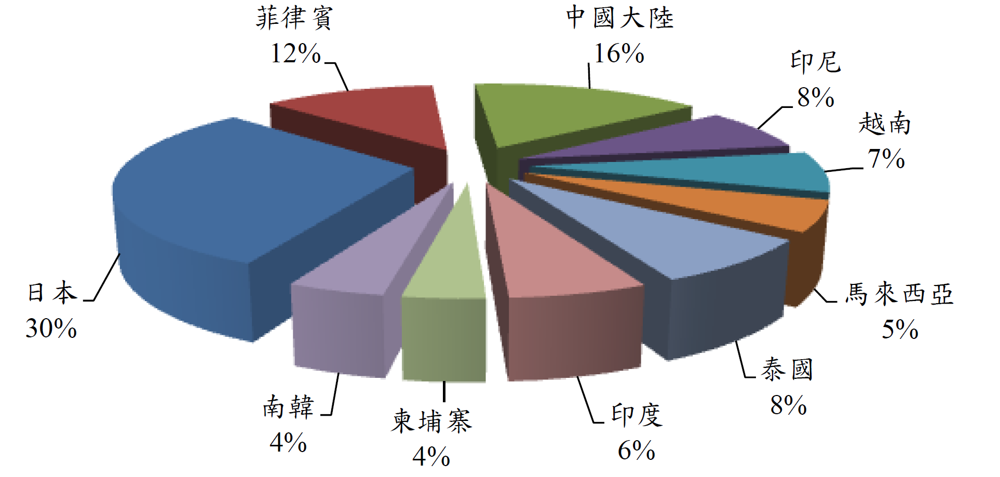 菲律賓
12%
中國大陸
16%
印尼
8%
越南
7%
馬來西亞
5%
泰國
8%
印度
6%
柬埔寨
4%
南韓
4%
日本
30%